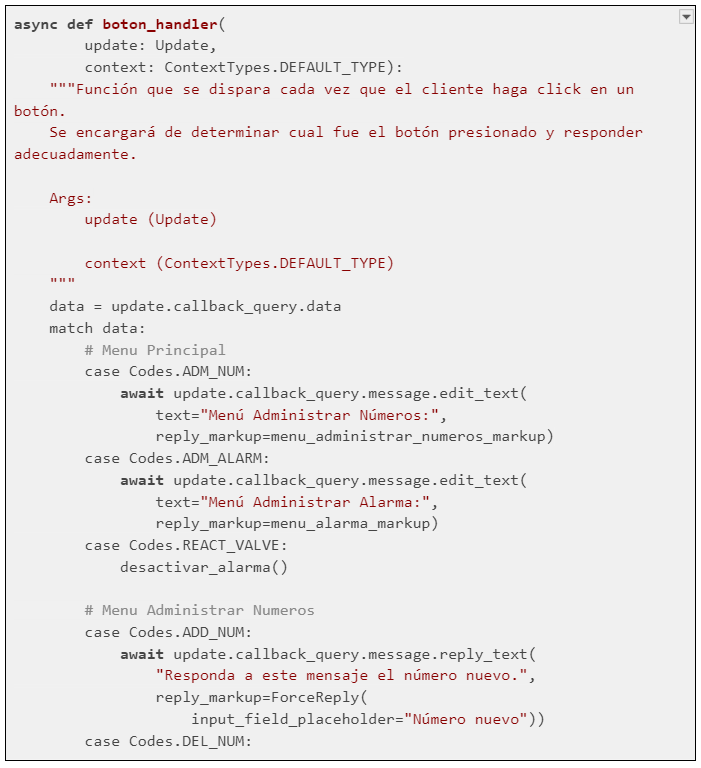 async def boton_handler(
        update: Update,
        context: ContextTypes.DEFAULT_TYPE):
    """Función que se dispara cada vez que el cliente haga click en un
botón.
    Se encargará de determinar cual fue el botón presionado y responder
adecuadamente.

    Args:
        update (Update)

        context (ContextTypes.DEFAULT_TYPE)
    """
    data = update.callback_query.data
    match data:
        # Menu Principal
        case Codes.ADM_NUM:
            await update.callback_query.message.edit_text(
                text="Menú Administrar Números:",
                reply_markup=menu_administrar_numeros_markup)
        case Codes.ADM_ALARM:
            await update.callback_query.message.edit_text(
                text="Menú Administrar Alarma:",
                reply_markup=menu_alarma_markup)
        case Codes.REACT_VALVE:
            desactivar_alarma()

        # Menu Administrar Numeros
        case Codes.ADD_NUM:
            await update.callback_query.message.reply_text(
                "Responda a este mensaje el número nuevo.",
                reply_markup=ForceReply(
                    input_field_placeholder="Número nuevo"))
        case Codes.DEL_NUM: